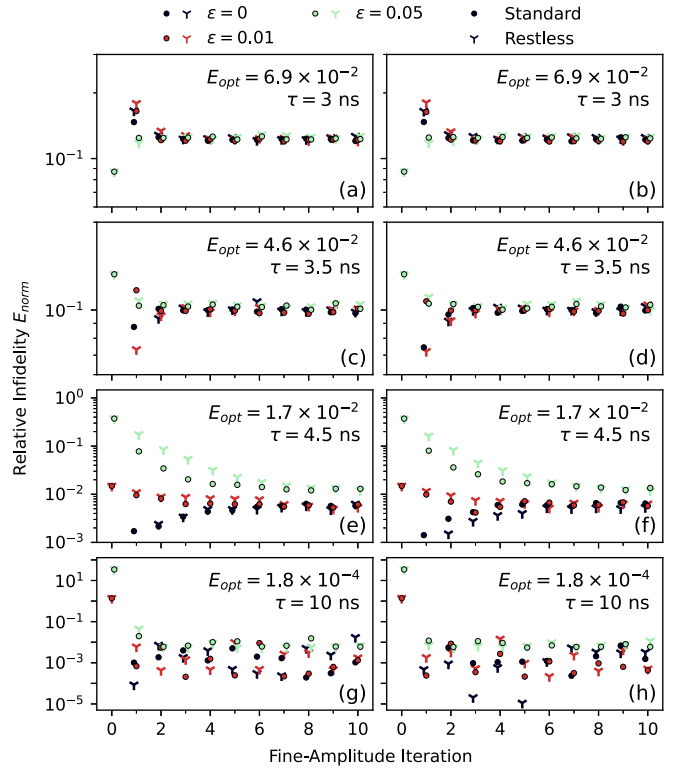 ε = 0 ε = 0.05 Standard
ε = 0.01 Restless
E_opt = 6.9 × 10⁻² E_opt = 6.9 × 10⁻²
τ = 3 ns τ = 3 ns
10⁻¹ 10⁻¹
(a) (b)
E_opt = 4.6 × 10⁻² E_opt = 4.6 × 10⁻²
τ = 3.5 ns τ = 3.5 ns
10⁻¹ 10⁻¹
(c) (d)
Relative Infidelity E_norm
10⁰
E_opt = 1.7 × 10⁻² E_opt = 1.7 × 10⁻²
10⁻¹
τ = 4.5 ns τ = 4.5 ns
10⁻²
(e) (f)
10⁻³
E_opt = 1.8 × 10⁻⁴ E_opt = 1.8 × 10⁻⁴
10¹
τ = 10 ns τ = 10 ns
10⁻¹
10⁻³
(g) (h)
10⁻⁵
0 2 4 6 8 10 0 2 4 6 8 10
Fine-Amplitude Iteration